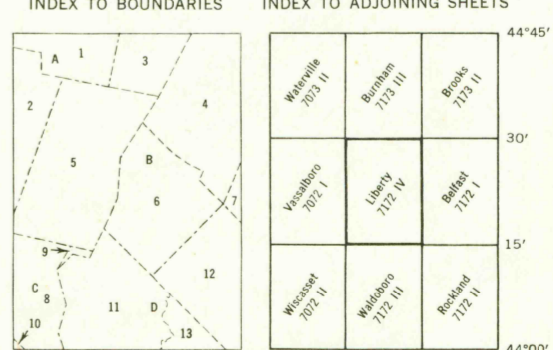 INDEX TO BOUNDARIES
INDEX TO ADJOINING SHEETS
A
1
3
2
4
5
B
6
7
9
C
8
10
11
D
12
13
44°45'
Waterville
7073 II
Burnham
7173 III
Brooks
7173 II
30'
Vassalboro
7072 I
Liberty
7172 IV
Belfast
7172 I
15'
Wiscasset
7072 II
Waldoboro
7172 III
Rockland
7172 II
44°00'